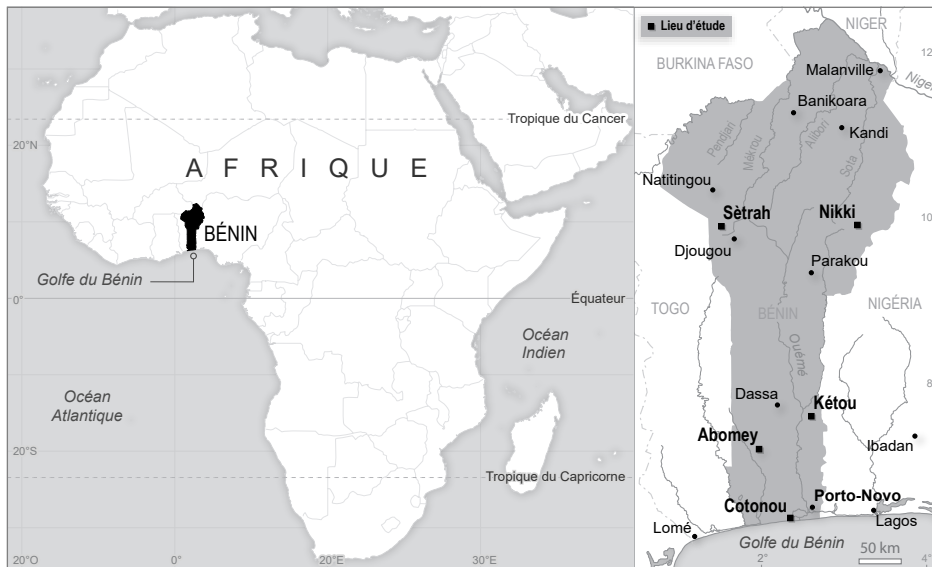 Tropique du Cancer
20°N
A F R I Q U E
BÉNIN
Golfe du Bénin
0°
Équateur
Océan
Indien
Océan
Atlantique
20°S
Tropique du Capricorne
20°O
0°
20°E
30°E
Lieu d'étude
NIGER
BURKINA FASO
12
Malanville
Niger
Banikoara
Kandi
Pendjari
Mékrou
Alibori
Sota
Natitingou
Sètrah
Nikki
10
Djougou
Parakou
TOGO
BÉNIN
NIGÉRIA
Ouémé
8
Dassa
Kétou
Abomey
Ibadan
Cotonou
Porto-Novo
Lomé
Lagos
Golfe du Bénin
2°
50 km
4°